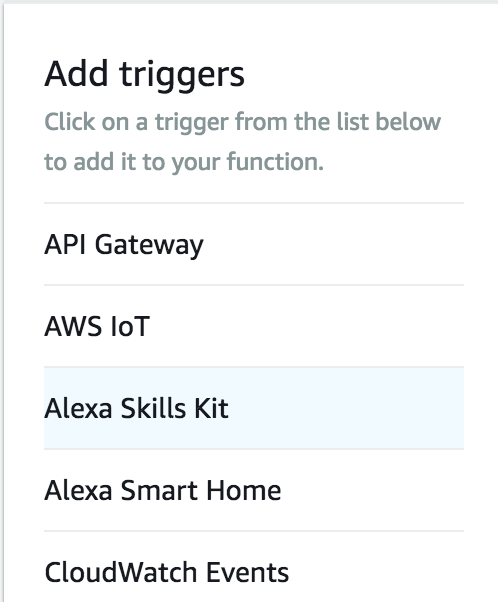 Add triggers
Click on a trigger from the list below
to add it to your function.
API Gateway
AWS IoT
Alexa Skills Kit
Alexa Smart Home
CloudWatch Events